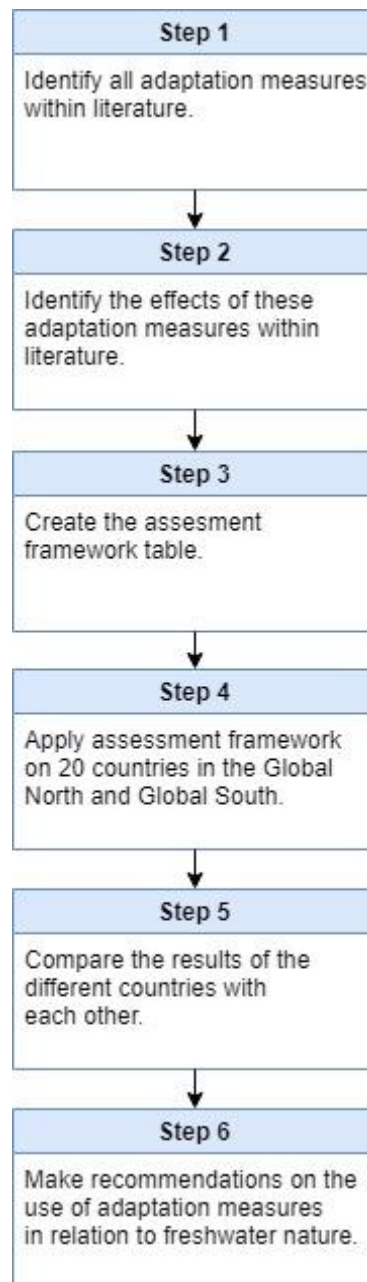 Step 1
Identify all adaptation measures
within literature.
Step 2
Identify the effects of these
adaptation measures within
literature.
Step 3
Create the assesment
framework table.
Step 4
Apply assessment framework
on 20 countries in the Global
North and Global South.
Step 5
Compare the results of the
different countries with
each other.
Step 6
Make recommendations on the
use of adaptation measures
in relation to freshwater nature.